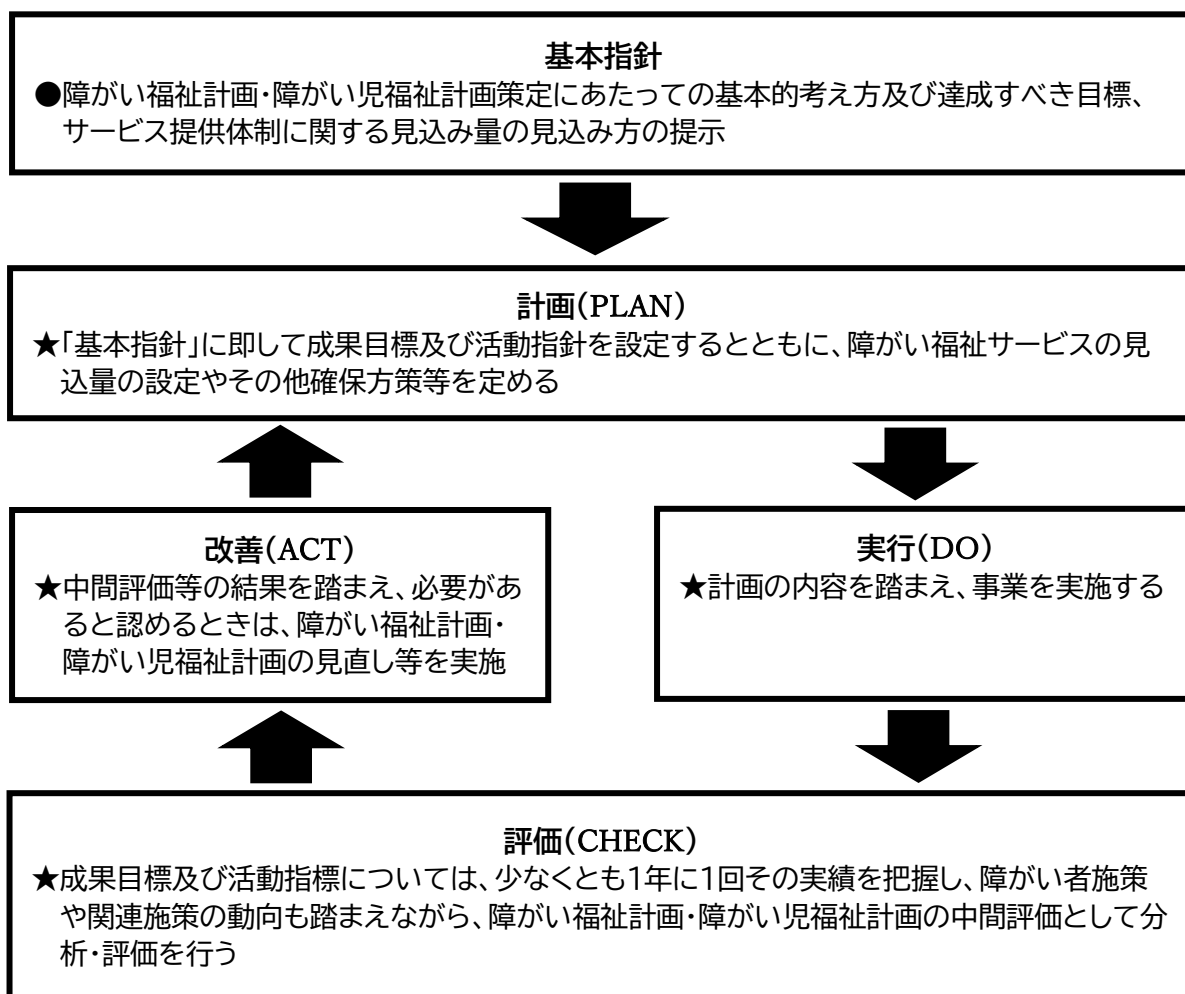 基本指針
●障がい福祉計画・障がい児福祉計画策定にあたっての基本的考え方及び達成すべき目標、
サービス提供体制に関する見込み量の見込み方の提示
計画(PLAN)
★「基本指針」に即して成果目標及び活動指針を設定するとともに、障がい福祉サービスの見
込量の設定やその他確保方策等を定める
改善(ACT)
★中間評価等の結果を踏まえ、必要があ
ると認めるときは、障がい福祉計画・
障がい児福祉計画の見直し等を実施
実行(DO)
★計画の内容を踏まえ、事業を実施する
評価(CHECK)
★成果目標及び活動指標については、少なくとも1年に1回その実績を把握し、障がい者施策
や関連施策の動向も踏まえながら、障がい福祉計画・障がい児福祉計画の中間評価として分
析・評価を行う